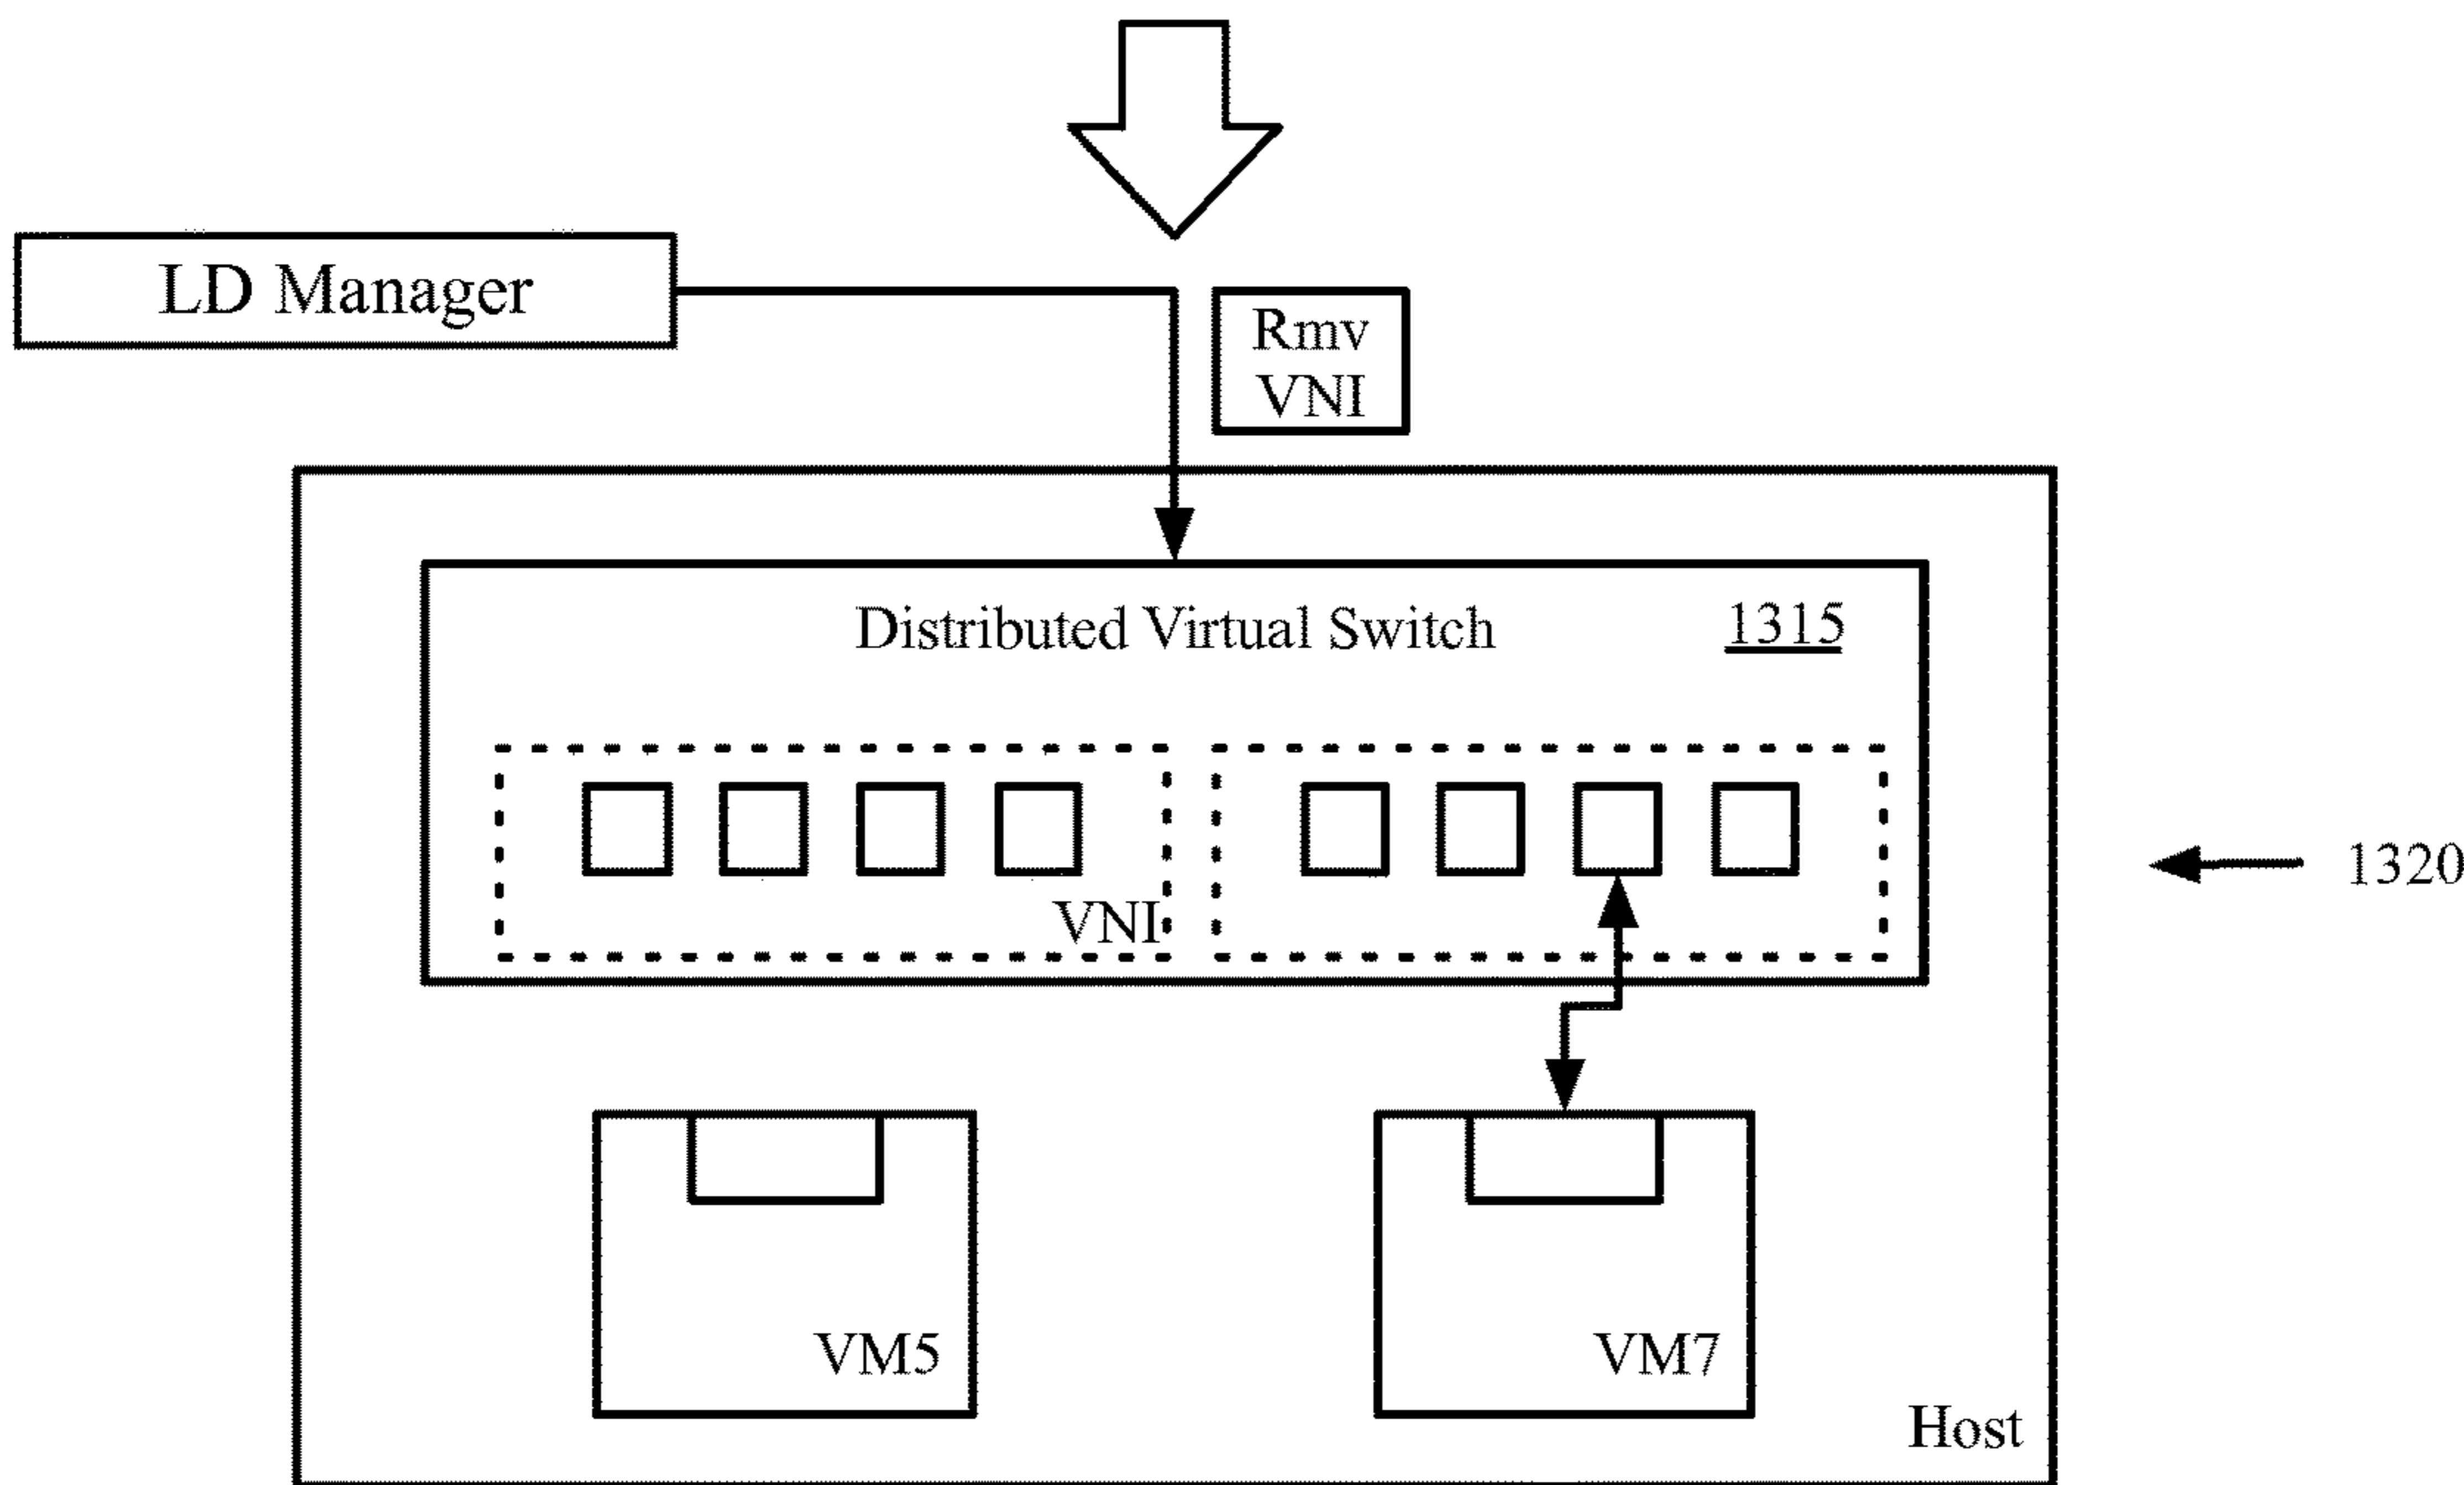 LD Manager
Rmv
VNI
Distributed Virtual Switch 1315
VNI
1320
VM5 VM7
Host